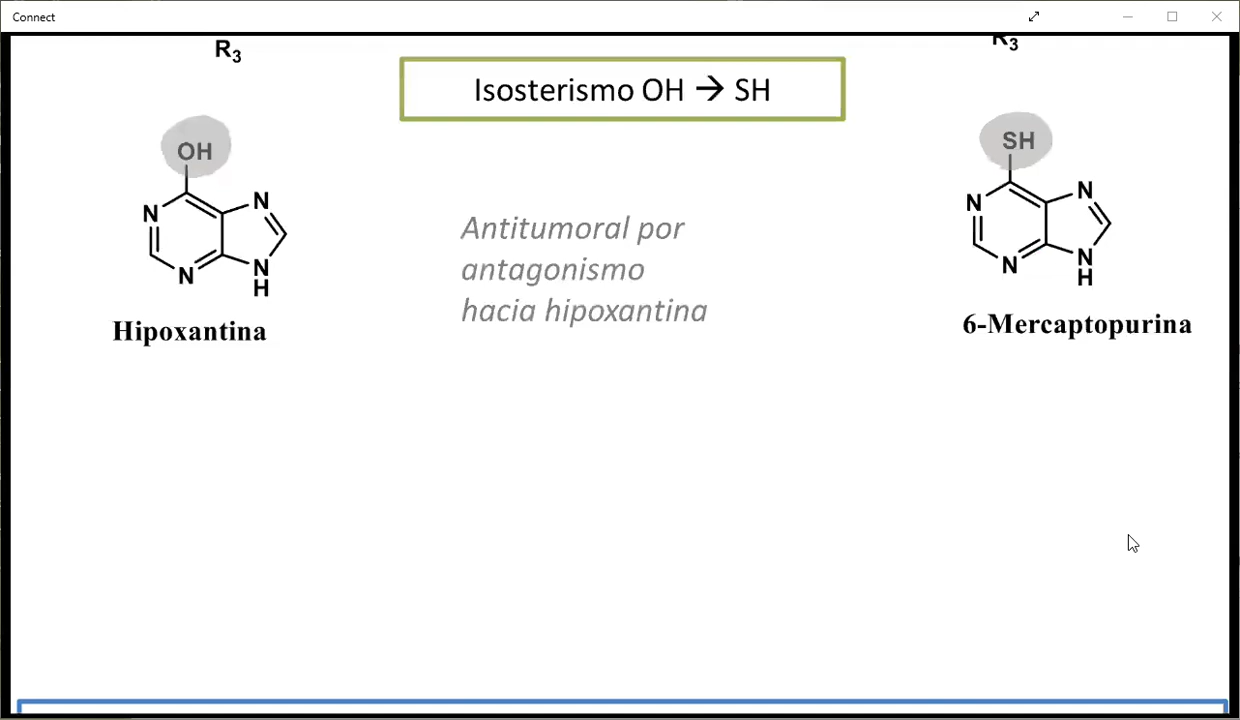 Connect
R3
R3
Isosterismo OH → SH
OH
N
N
N
N
H
SH
N
N
N
N
H
Antitumoral por
antagonismo
hacia hipoxantina
Hipoxantina
6-Mercaptopurina